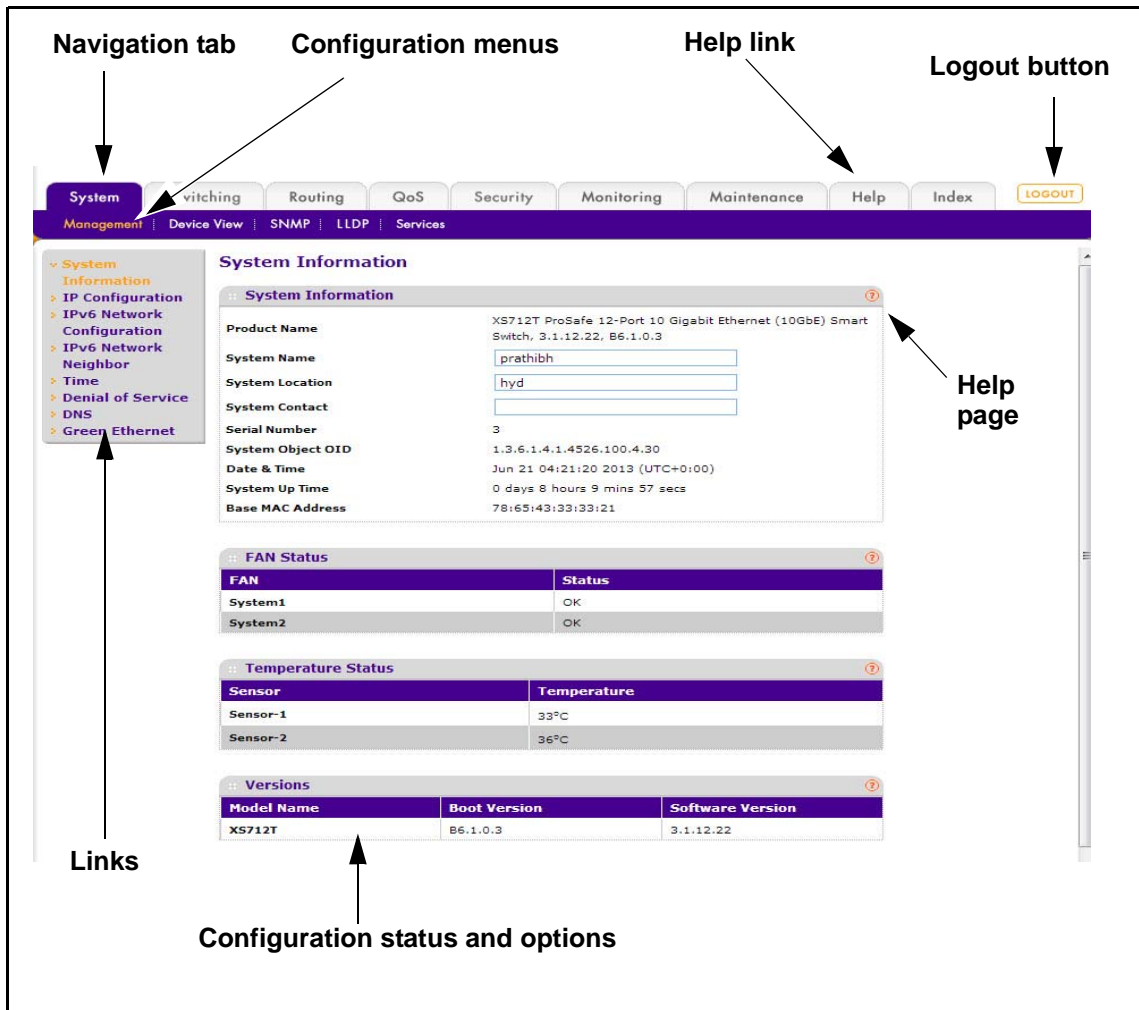 Navigation tab
Configuration menus
Help link
Logout button
System
vitching
Routing
QoS
Security
Monitoring
Maintenance
Help
Index
LOGOUT
Management
Device View
SNMP
LLDP
Services
System
Information
IP Configuration
IPv6 Network
Configuration
IPv6 Network
Neighbor
Time
Denial of Service
DNS
Green Ethernet
System Information
System Information
Product Name
XS712T ProSafe 12-Port 10 Gigabit Ethernet (10GbE) Smart
Switch, 3.1.12.22, B6.1.0.3
System Name
prathibh
System Location
hyd
System Contact
Serial Number
3
System Object OID
1.3.6.1.4.1.4526.100.4.30
Date & Time
Jun 21 04:21:20 2013 (UTC+0:00)
System Up Time
0 days 8 hours 9 mins 57 secs
Base MAC Address
78:65:43:33:33:21
Help
page
FAN Status
FAN
Status
System1
OK
System2
OK
Temperature Status
Sensor
Temperature
Sensor-1
33°C
Sensor-2
36°C
Versions
Model Name
Boot Version
Software Version
XS712T
B6.1.0.3
3.1.12.22
Links
Configuration status and options